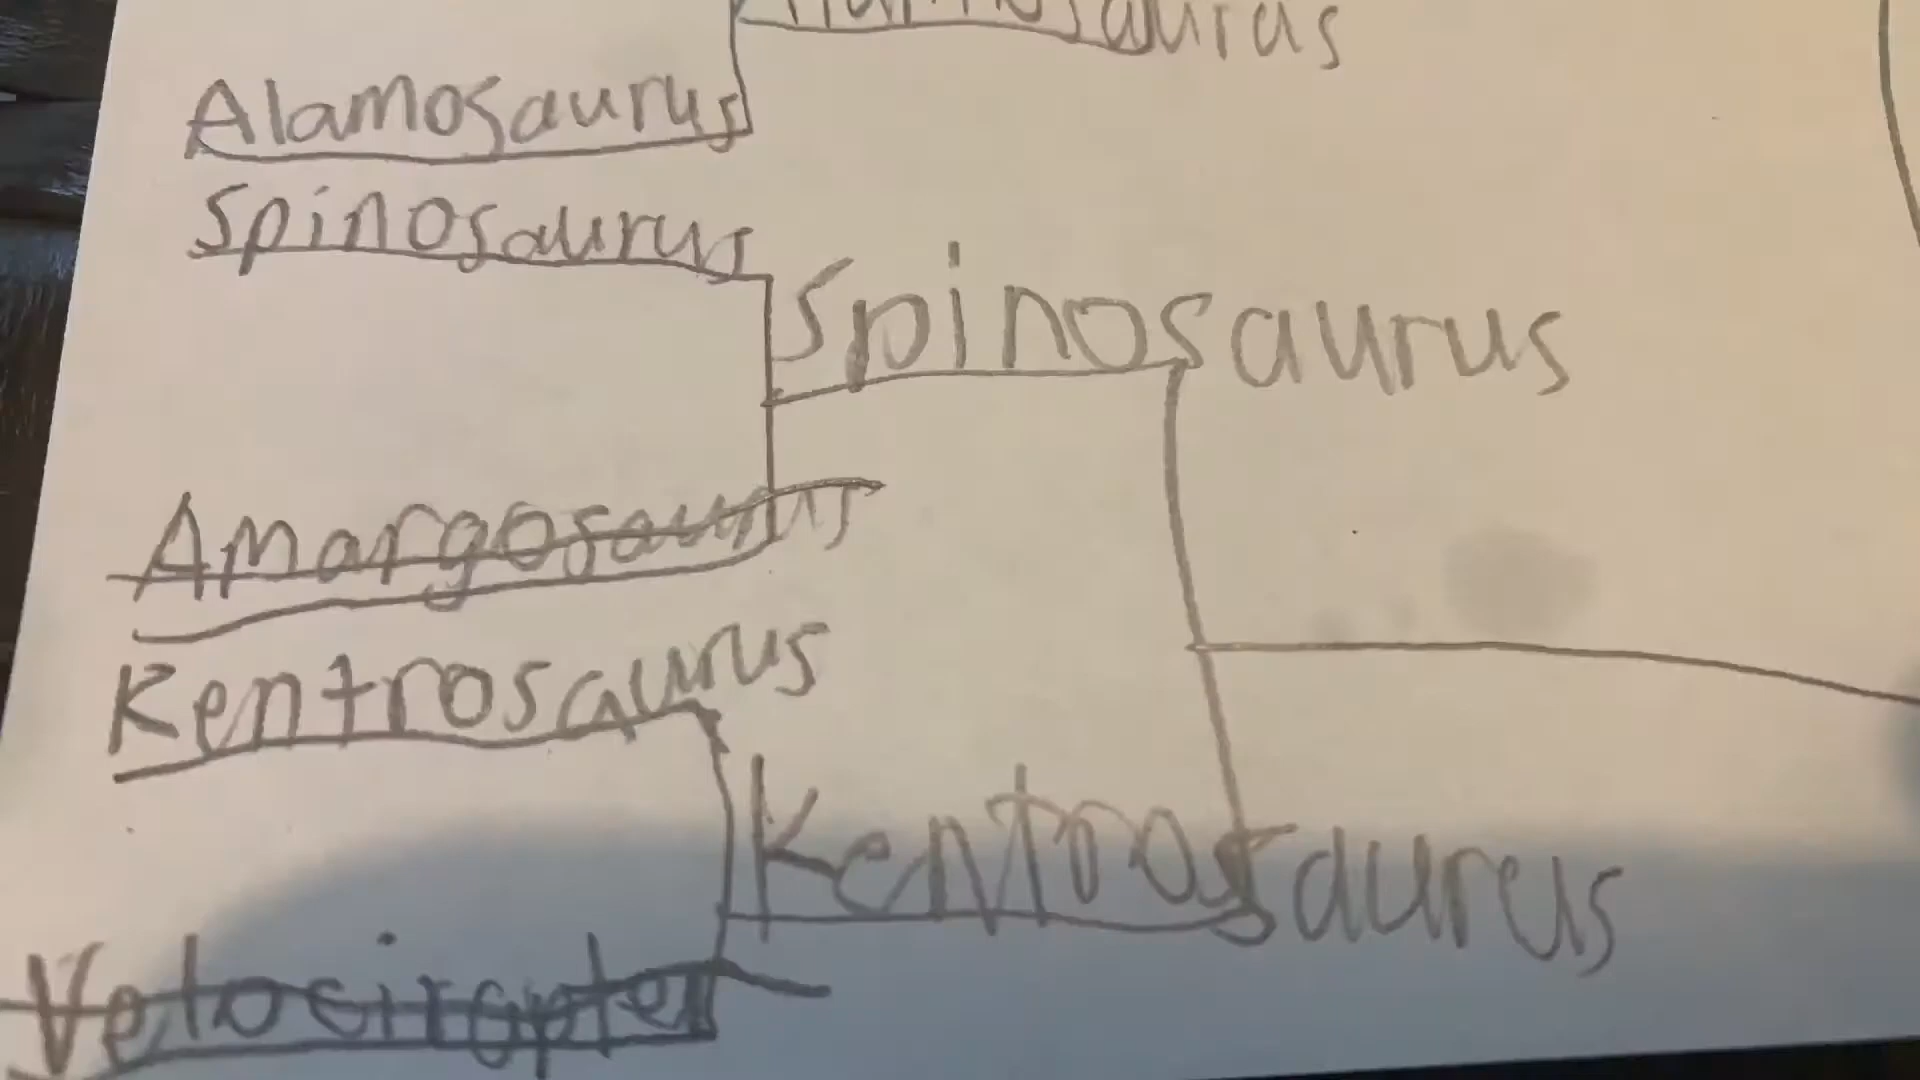 Alamosaurus
Spinosaurus
Spinosaurus
Amargosaurus
Kentrosaurus
Kentrosaurus
Velociraptor